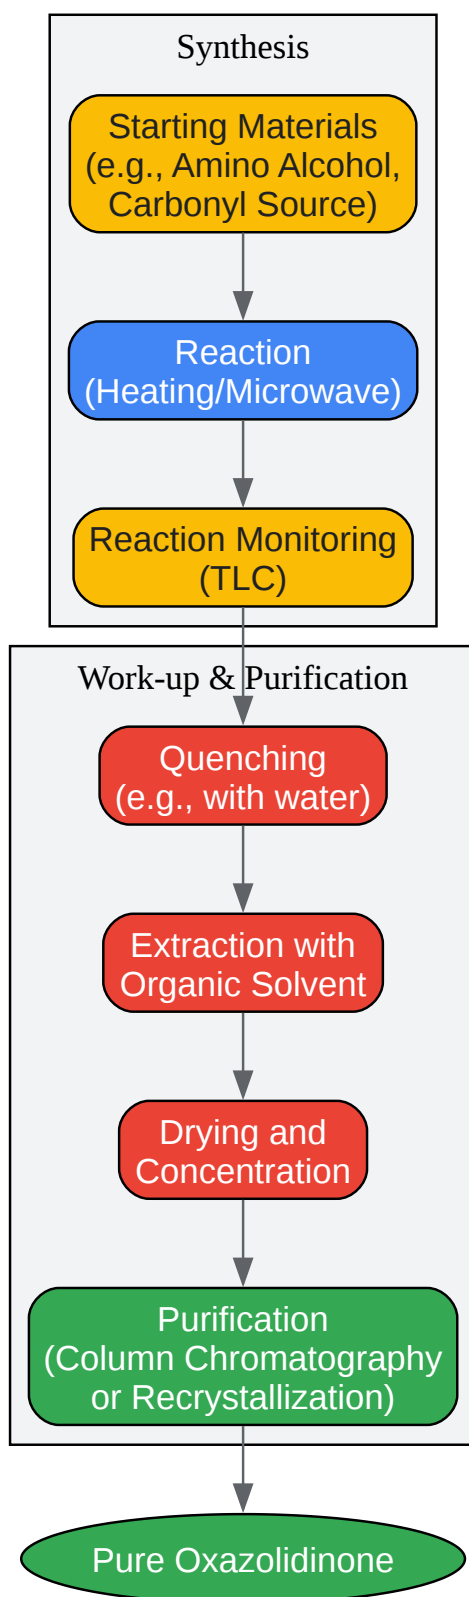 Synthesis
Starting Materials
(e.g., Amino Alcohol,
Carbonyl Source)
Reaction
(Heating/Microwave)
Reaction Monitoring
(TLC)
Work-up & Purification
Quenching
(e.g., with water)
Extraction with
Organic Solvent
Drying and
Concentration
Purification
(Column Chromatography
or Recrystallization)
Pure Oxazolidinone